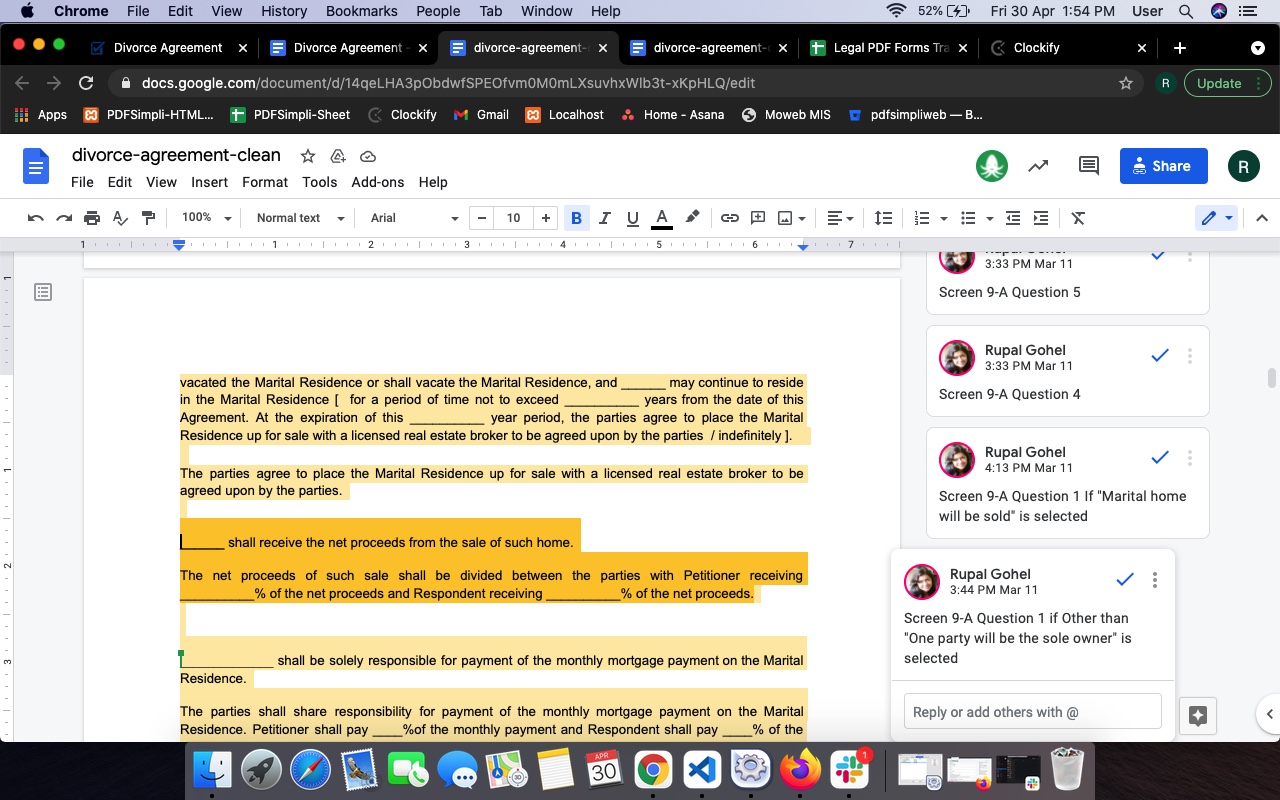 Chrome File Edit View History Bookmarks People Tab Window Help 52% Fri 30 Apr 1:54 PM User
Divorce Agreement Divorce Agreement - divorce-agreement- divorce-agreement- Legal PDF Forms Tra Clockify
docs.google.com/document/d/14qeLHA3pObdwfSPEOfvm0M0mLXsuvhxWlb3t-xKpHLQ/edit R Update
Apps PDFSimpli-HTML... PDFSimpli-Sheet Clockify Gmail Localhost Home - Asana Moweb MIS pdfsimpliweb — B...
divorce-agreement-clean
Share R
File Edit View Insert Format Tools Add-ons Help
100% Normal text Arial 10 B I U A
1 1 2 3 4 5 6 7
1
1
2
3
vacated the Marital Residence or shall vacate the Marital Residence, and ______ may continue to reside
in the Marital Residence [ for a period of time not to exceed __________ years from the date of this
Agreement. At the expiration of this __________ year period, the parties agree to place the Marital
Residence up for sale with a licensed real estate broker to be agreed upon by the parties / indefinitely ].
The parties agree to place the Marital Residence up for sale with a licensed real estate broker to be
agreed upon by the parties.
______ shall receive the net proceeds from the sale of such home.
The net proceeds of such sale shall be divided between the parties with Petitioner receiving
__________% of the net proceeds and Respondent receiving __________% of the net proceeds.
_____________ shall be solely responsible for payment of the monthly mortgage payment on the Marital
Residence.
The parties shall share responsibility for payment of the monthly mortgage payment on the Marital
Residence. Petitioner shall pay ____%of the monthly payment and Respondent shall pay ____% of the
Rupal Gohel
3:33 PM Mar 11
Screen 9-A Question 5
Rupal Gohel
3:33 PM Mar 11
Screen 9-A Question 4
Rupal Gohel
4:13 PM Mar 11
Screen 9-A Question 1 If "Marital home
will be sold" is selected
Rupal Gohel
3:44 PM Mar 11
Screen 9-A Question 1 if Other than
"One party will be the sole owner" is
selected
Reply or add others with @
APR
30
1